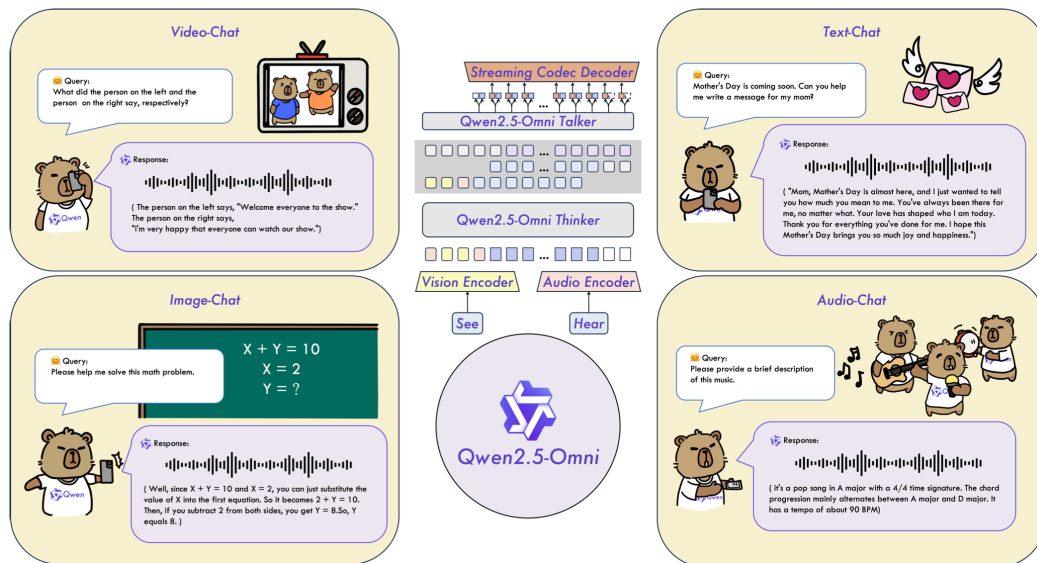 Video-Chat
Query:
What did the person on the left and the
person on the right say, respectively?
Response:
( The person on the left says, "Welcome everyone to the show."
The person on the right says,
"I'm very happy that everyone can watch our show.")
Qwen
Streaming Codec Decoder
...
Qwen2.5-Omni Talker
...
...
Qwen2.5-Omni Thinker
...
Vision Encoder
Audio Encoder
See
Hear
Qwen2.5-Omni
Text-Chat
Query:
Mother's Day is coming soon. Can you help
me write a message for my mom?
Response:
( "Mom, Mother's Day is almost here, and I just wanted to tell
you how much you mean to me. You've always been there for
me, no matter what. Your love has shaped who I am today.
Thank you for everything you've done for me. I hope this
Mother's Day brings you so much joy and happiness.")
Qwen
Image-Chat
X + Y = 10
X = 2
Y = ?
Query:
Please help me solve this math problem.
Response:
( Well, since X + Y = 10 and X = 2, you can just substitute the
value of X into the first equation. So it becomes 2 + Y = 10.
Then, if you subtract 2 from both sides, you get Y = 8.So, Y
equals 8. )
Qwen
Audio-Chat
Query:
Please provide a brief description
of this music.
Qwen
Response:
( it's a pop song in A major with a 4/4 time signature. The chord
progression mainly alternates between A major and D major. It
has a tempo of about 90 BPM)
Qwen